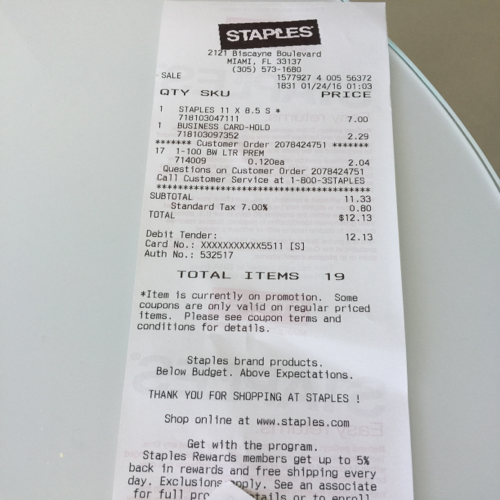 STAPLES
2121 Biscayne Boulevard
MIAMI, FL 33137
(305) 573-1680
SALE 1577927 4 005 56372
1831 01/24/16 01:03
QTY SKU PRICE
1 STAPLES 11 X 8.5 S *
718103047111 7.00
1 BUSINESS CARD-HOLD
718103097352 2.29
******* Customer Order 2078424751 *******
17 1-100 BW LTR PREM
714009 0.120ea 2.04
Questions on Customer Order 2078424751
Call Customer Service at 1-800-3STAPLES
****************************************
SUBTOTAL 11.33
Standard Tax 7.00% 0.80
TOTAL $12.13
Debit Tender: 12.13
Card No.: XXXXXXXXXXX5511 [S]
Auth No.: 532517
TOTAL ITEMS 19
*Item is currently on promotion. Some
coupons are only valid on regular priced
items. Please see coupon terms and
conditions for details.
Staples brand products.
Below Budget. Above Expectations.
THANK YOU FOR SHOPPING AT STAPLES !
Shop online at www.staples.com
Get with the program.
Staples Rewards members get up to 5%
back in rewards and free shipping every
day. Exclusions apply. See an associate
for full or to enroll